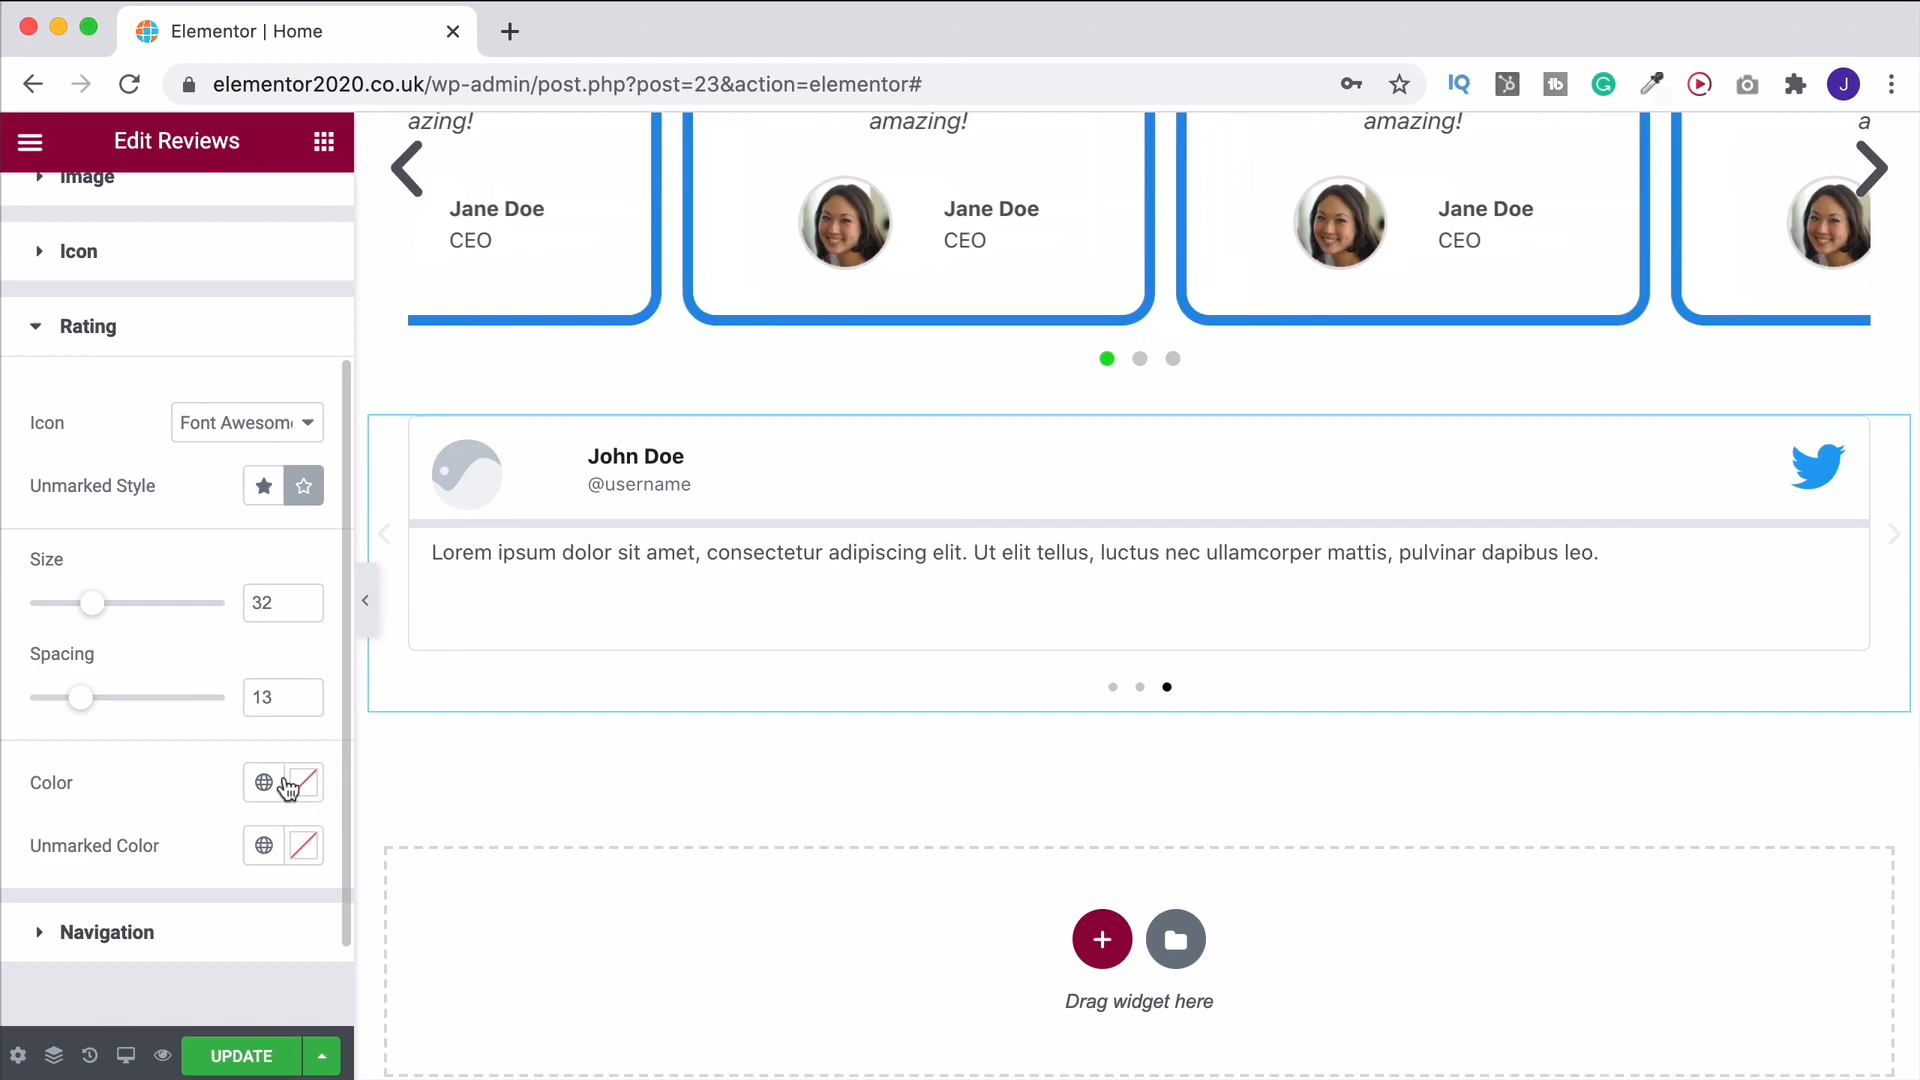 Elementor | Home
elementor2020.co.uk/wp-admin/post.php?post=23&action=elementor#
IQ
tb
J
Edit Reviews
Image
Icon
Rating
Icon
Font Awesom
Unmarked Style
Size
32
Spacing
13
Color
Unmarked Color
Navigation
UPDATE
azing!
amazing!
amazing!
a
Jane Doe
CEO
Jane Doe
CEO
Jane Doe
CEO
John Doe
@username
Lorem ipsum dolor sit amet, consectetur adipiscing elit. Ut elit tellus, luctus nec ullamcorper mattis, pulvinar dapibus leo.
Drag widget here